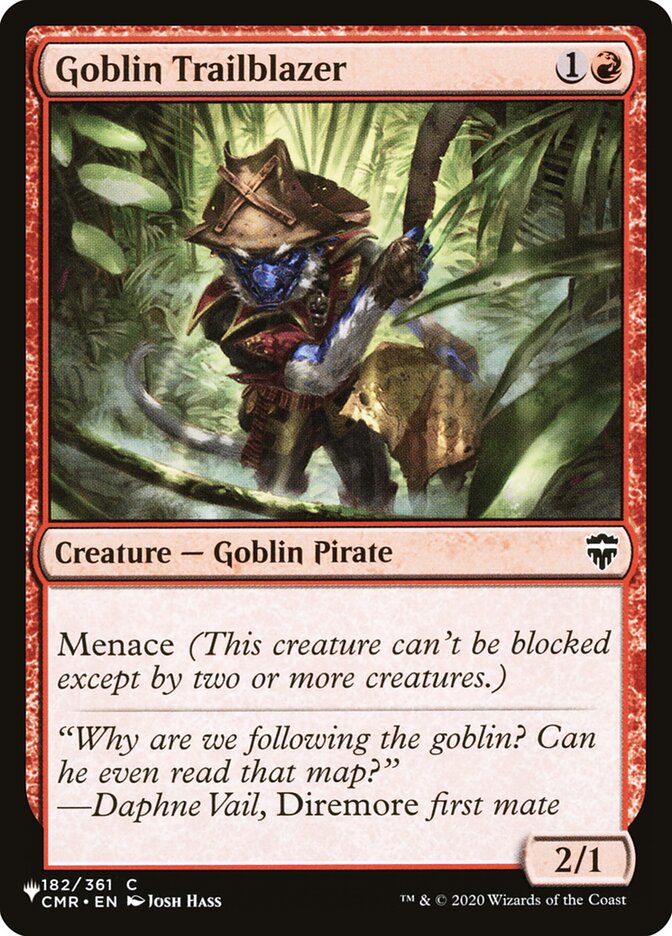 Goblin Trailblazer 1
Creature — Goblin Pirate
Menace (This creature can't be blocked
except by two or more creatures.)
“Why are we following the goblin? Can
he even read that map?”
—Daphne Vail, Diremore first mate
2/1
182/361 C
CMR • EN Josh Hass
™ & © 2020 Wizards of the Coast